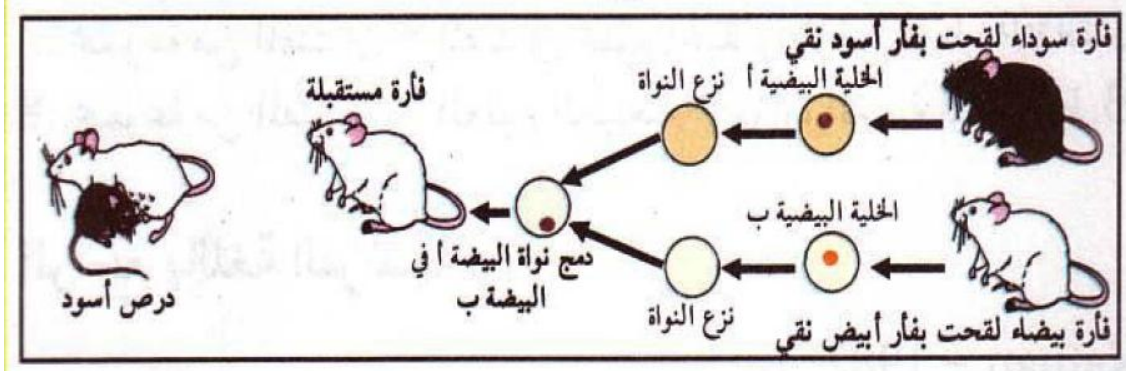 فأرة سوداء لقحت بفأر أسود نقي
الخلية البيضية أ
نزع النواة
فأرة مستقبلة
الخلية البيضية ب
دمج نواة البيضة أ في
البيضة ب
درص أسود
نزع النواة
فأرة بيضاء لقحت بفأر أبيض نقي